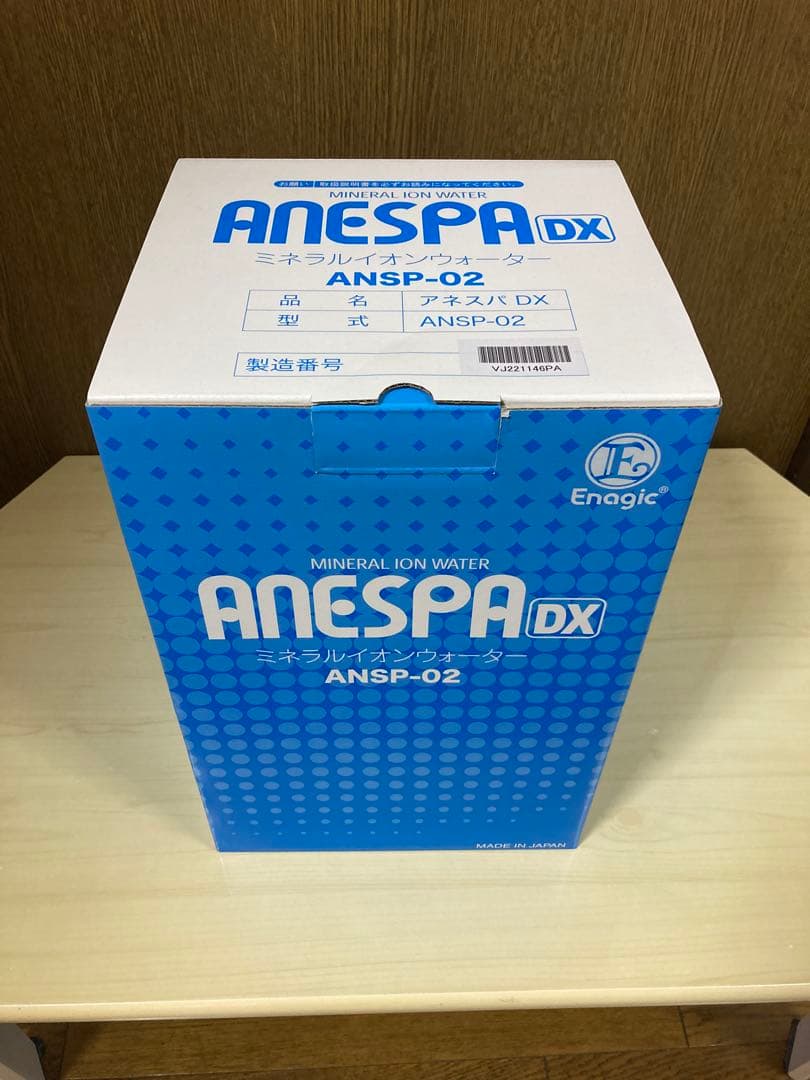 お願い 取扱説明書を必ずお読みになってください。
MINERAL ION WATER
ANESPA DX
ミネラルイオンウォーター
ANSP-02
品 名 アネスパ DX
型 式 ANSP-02
製造番号 VJ221146PA
E
Enagic®
MINERAL ION WATER
ANESPA DX
ミネラルイオンウォーター
ANSP-02
MADE IN JAPAN